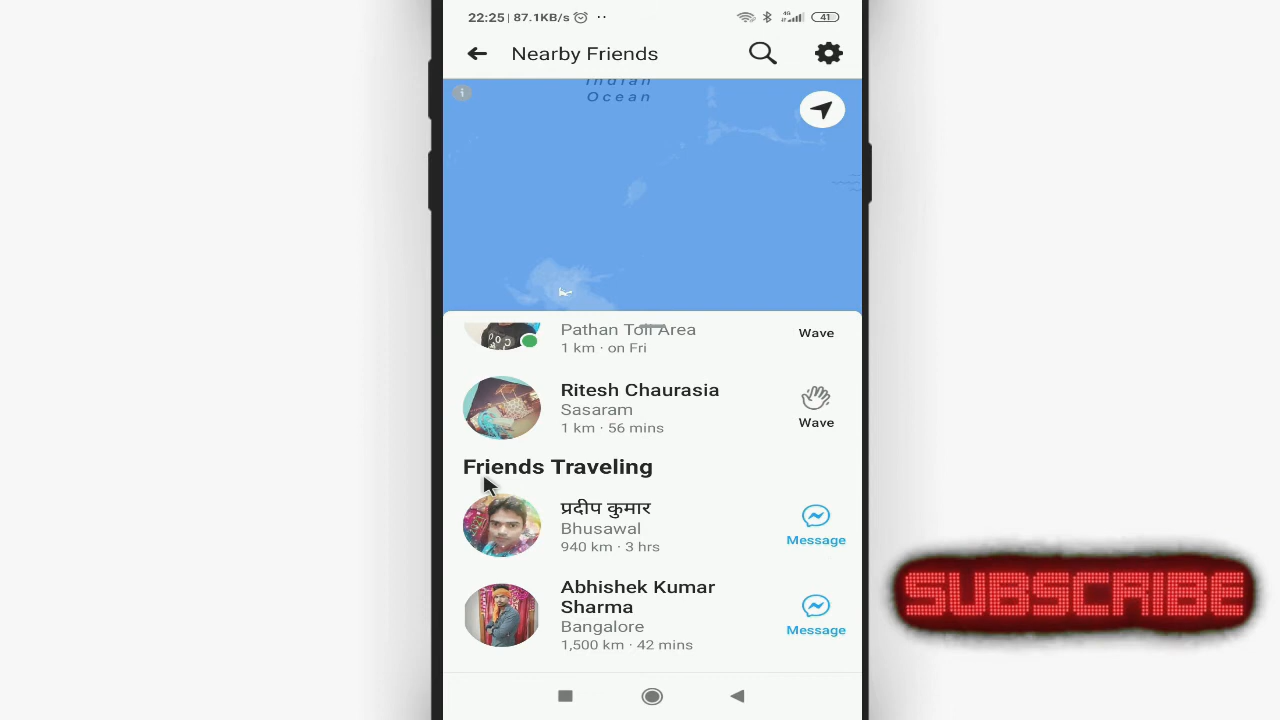 22:25 | 87.1KB/s
41
Nearby Friends
Indian
Ocean
Pathan Toli Area
Wave
1 km · on Fri
Ritesh Chaurasia
Sasaram
1 km · 56 mins
Wave
Friends Traveling
प्रदीप कुमार
Bhusawal
940 km · 3 hrs
Message
Abhishek Kumar
Sharma
Bangalore
1,500 km · 42 mins
Message
SUBSCRIBE